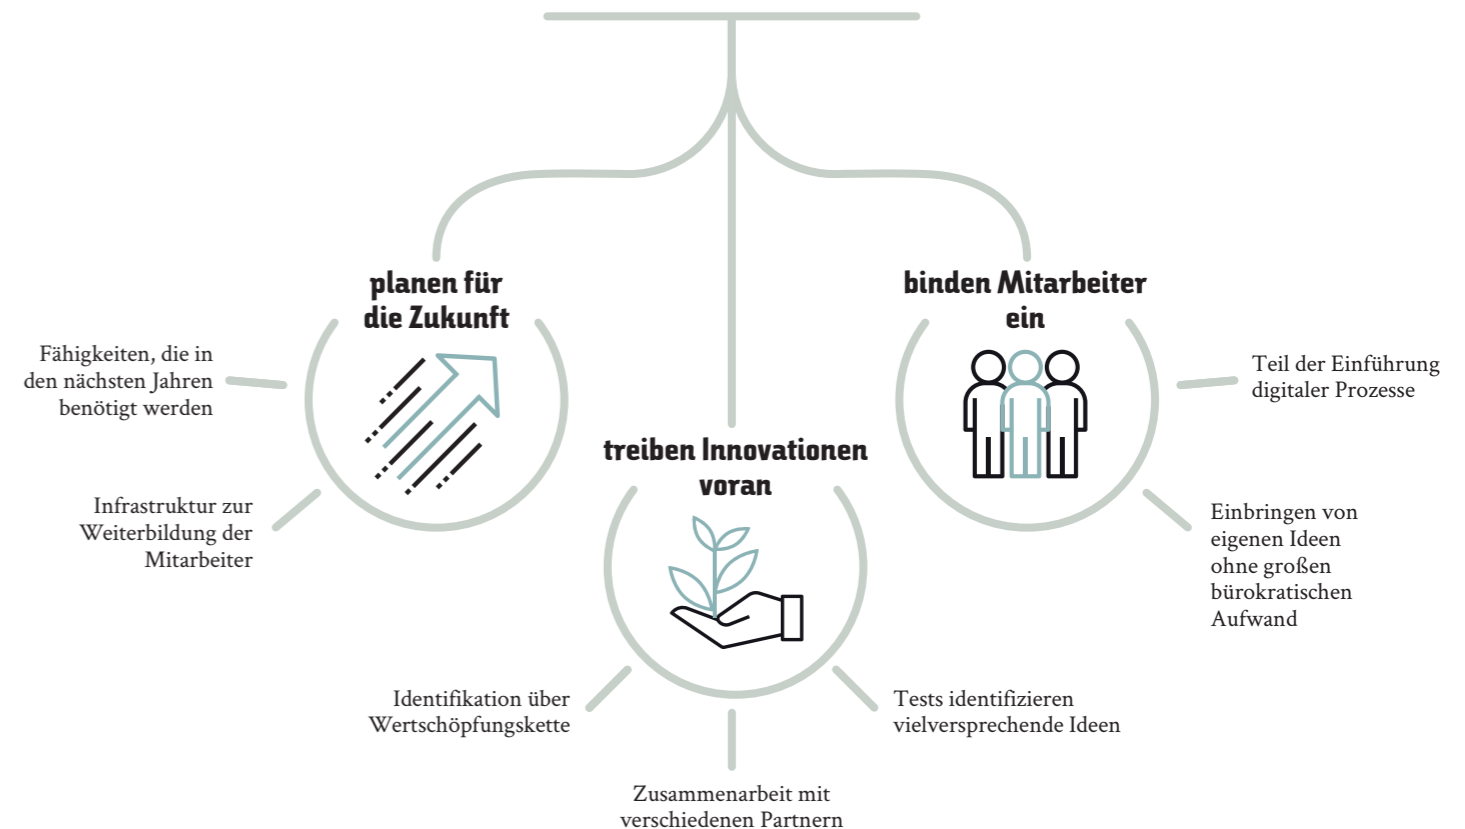 planen für
die Zukunft
Fähigkeiten, die in
den nächsten Jahren
benötigt werden
Infrastruktur zur
Weiterbildung der
Mitarbeiter
treiben Innovationen
voran
Identifikation über
Wertschöpfungskette
Zusammenarbeit mit
verschiedenen Partnern
Tests identifizieren
vielversprechende Ideen
binden Mitarbeiter
ein
Teil der Einführung
digitaler Prozesse
Einbringen von
eigenen Ideen
ohne großen
bürokratischen
Aufwand